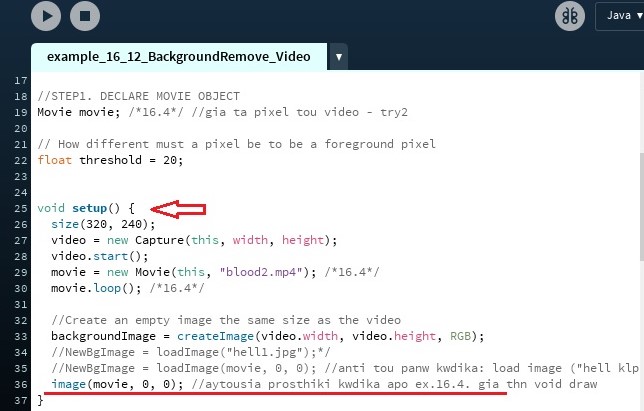 Java ▾
example_16_12_BackgroundRemove_Video ▼
17
18 //STEP1. DECLARE MOVIE OBJECT
19 Movie movie; /*16.4*/ //gia ta pixel tou video - try2
20
21 // How different must a pixel be to be a foreground pixel
22 float threshold = 20;
23
24
25 void setup() {
26 size(320, 240);
27 video = new Capture(this, width, height);
28 video.start();
29 movie = new Movie(this, "blood2.mp4"); /*16.4*/
30 movie.loop(); /*16.4*/
31
32 //Create an empty image the same size as the video
33 backgroundImage = createImage(video.width, video.height, RGB);
34 //NewBgImage = loadImage("hell1.jpg");*/
35 //NewBgImage = loadImage(movie, 0, 0); //anti tou panw kwdika: load image ("hell klp
36 image(movie, 0, 0); //aytousia prosthiki kwdika apo ex.16.4. gia thn void draw
37 }